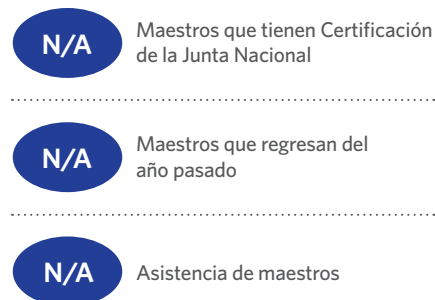 N/A
Maestros que tienen Certificación
de la Junta Nacional
N/A
Maestros que regresan del
año pasado
N/A
Asistencia de maestros